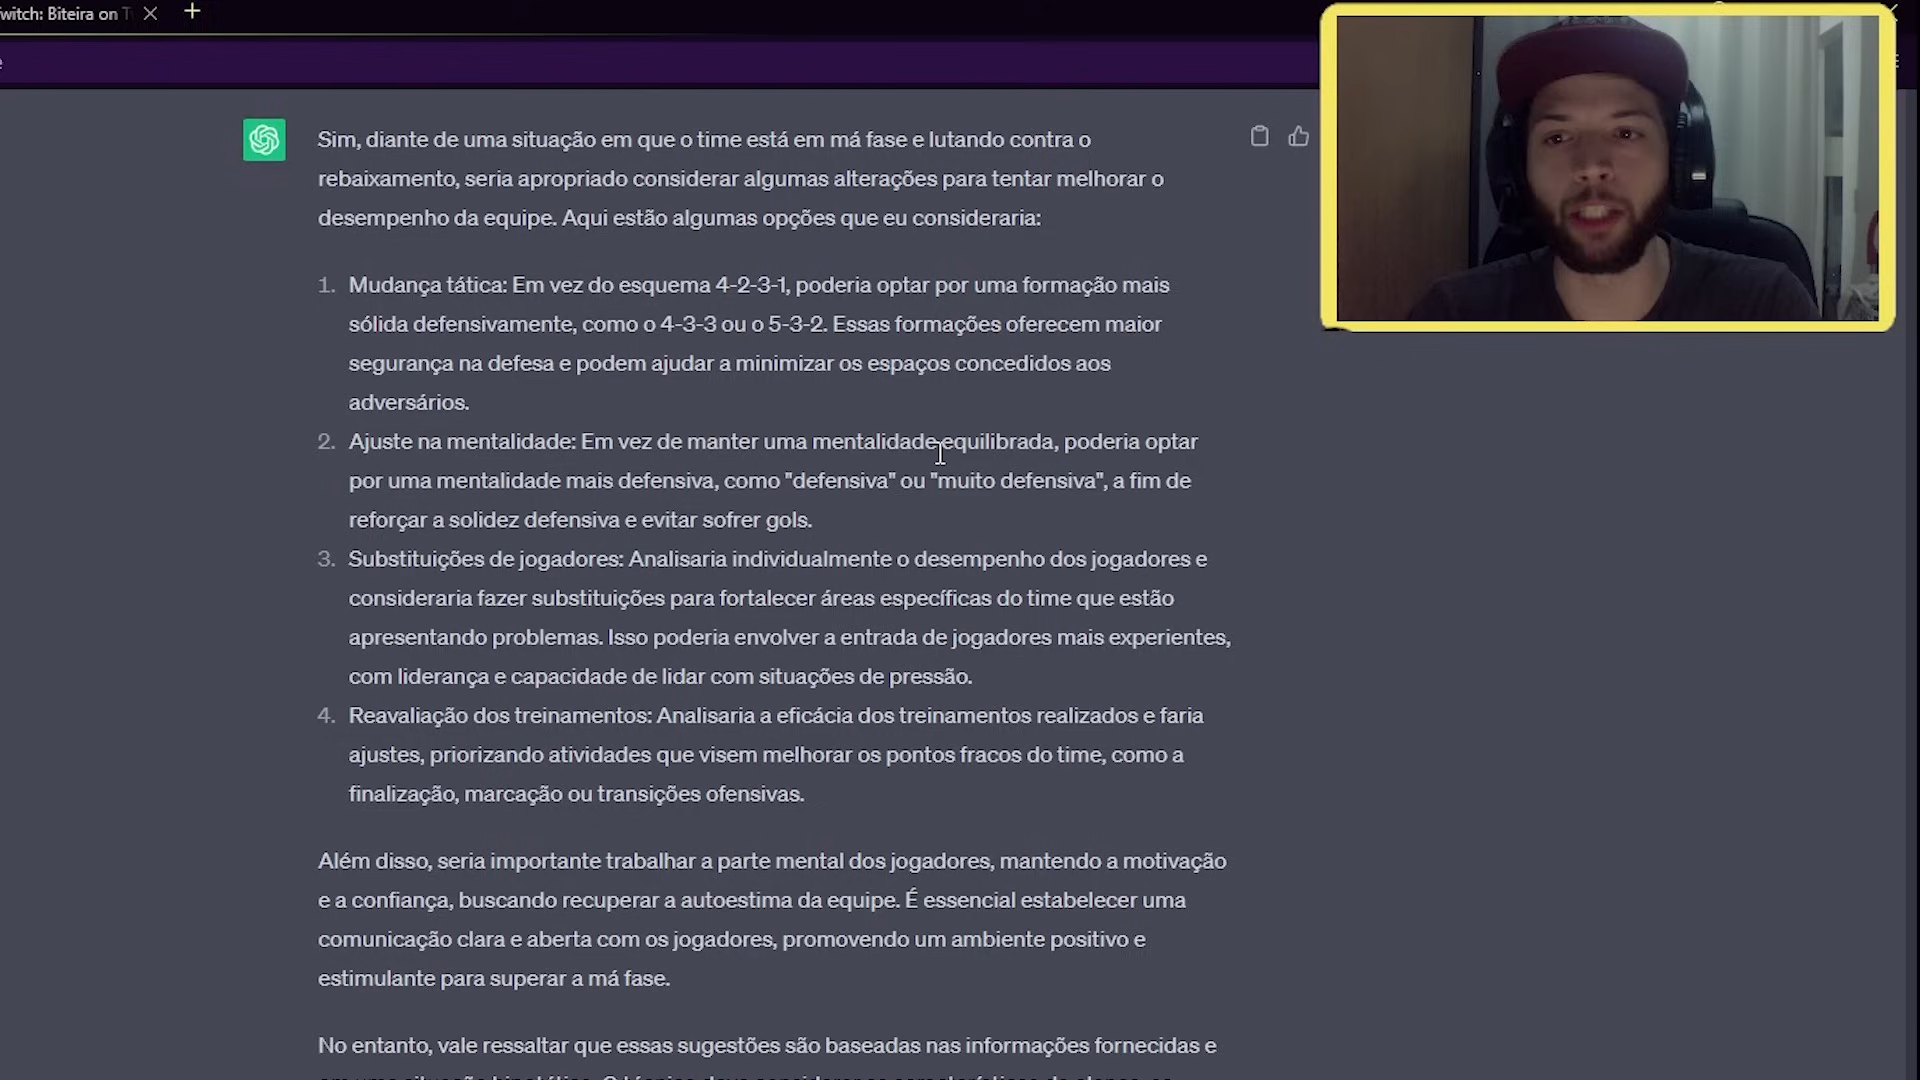 witch: Biteira on T
Sim, diante de uma situação em que o time está em má fase e lutando contra o
rebaixamento, seria apropriado considerar algumas alterações para tentar melhorar o
desempenho da equipe. Aqui estão algumas opções que eu consideraria:
1. Mudança tática: Em vez do esquema 4-2-3-1, poderia optar por uma formação mais
sólida defensivamente, como o 4-3-3 ou o 5-3-2. Essas formações oferecem maior
segurança na defesa e podem ajudar a minimizar os espaços concedidos aos
adversários.
2. Ajuste na mentalidade: Em vez de manter uma mentalidade equilibrada, poderia optar
por uma mentalidade mais defensiva, como "defensiva" ou "muito defensiva", a fim de
reforçar a solidez defensiva e evitar sofrer gols.
3. Substituições de jogadores: Analisaria individualmente o desempenho dos jogadores e
consideraria fazer substituições para fortalecer áreas específicas do time que estão
apresentando problemas. Isso poderia envolver a entrada de jogadores mais experientes,
com liderança e capacidade de lidar com situações de pressão.
4. Reavaliação dos treinamentos: Analisaria a eficácia dos treinamentos realizados e faria
ajustes, priorizando atividades que visem melhorar os pontos fracos do time, como a
finalização, marcação ou transições ofensivas.
Além disso, seria importante trabalhar a parte mental dos jogadores, mantendo a motivação
e a confiança, buscando recuperar a autoestima da equipe. É essencial estabelecer uma
comunicação clara e aberta com os jogadores, promovendo um ambiente positivo e
estimulante para superar a má fase.
No entanto, vale ressaltar que essas sugestões são baseadas nas informações fornecidas e